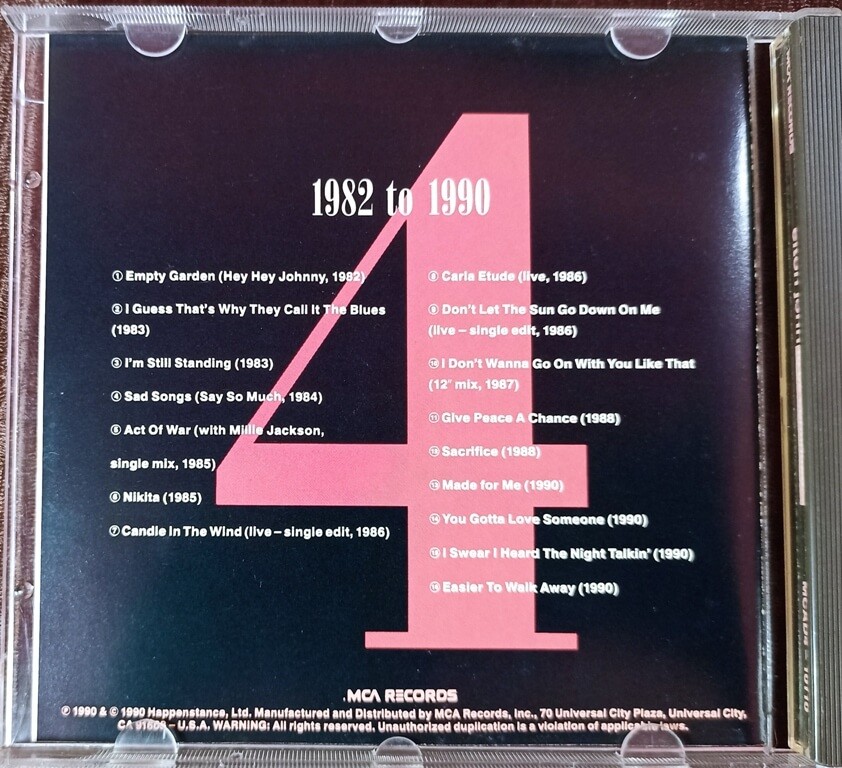 1982 to 1990
① Empty Garden (Hey Hey Johnny, 1982)
② I Guess That's Why They Call It The Blues
(1983)
③ I'm Still Standing (1983)
④ Sad Songs (Say So Much, 1984)
⑤ Act Of War (with Millie Jackson,
single mix, 1985)
⑥ Nikita (1985)
⑦ Candle In The Wind (live – single edit, 1986)
⑧ Carla Etude (live, 1986)
⑨ Don't Let The Sun Go Down On Me
(live – single edit, 1986)
⑩ I Don't Wanna Go On With You Like That
(12" mix, 1987)
⑪ Give Peace A Chance (1988)
⑫ Sacrifice (1988)
⑬ Made for Me (1990)
⑭ You Gotta Love Someone (1990)
⑮ I Swear I Heard The Night Talkin' (1990)
⑯ Easier To Walk Away (1990)
4
MCA RECORDS
℗ 1990 & © 1990 Happenstance, Ltd. Manufactured and Distributed by MCA Records, Inc., 70 Universal City Plaza, Universal City,
CA 91608 – U.S.A. WARNING: All rights reserved. Unauthorized duplication is a violation of applicable laws.
MCA RECORDS
elton john